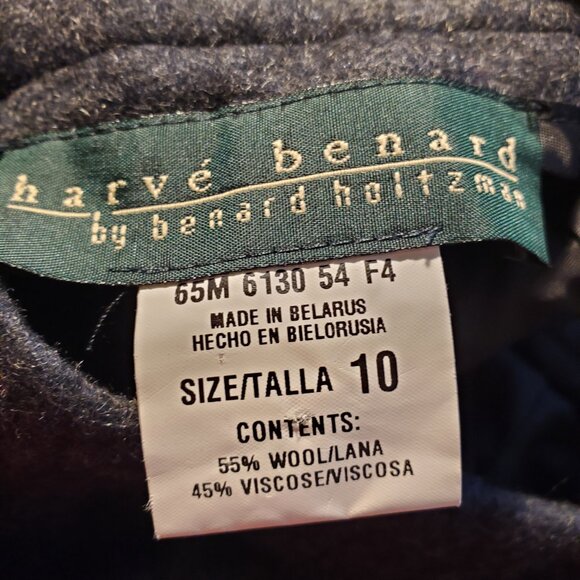 harvé benard
by benard holtzman
65M 6130 54 F4
MADE IN BELARUS
HECHO EN BIELORUSIA
SIZE/TALLA 10
CONTENTS:
55% WOOL/LANA
45% VISCOSE/VISCOSA